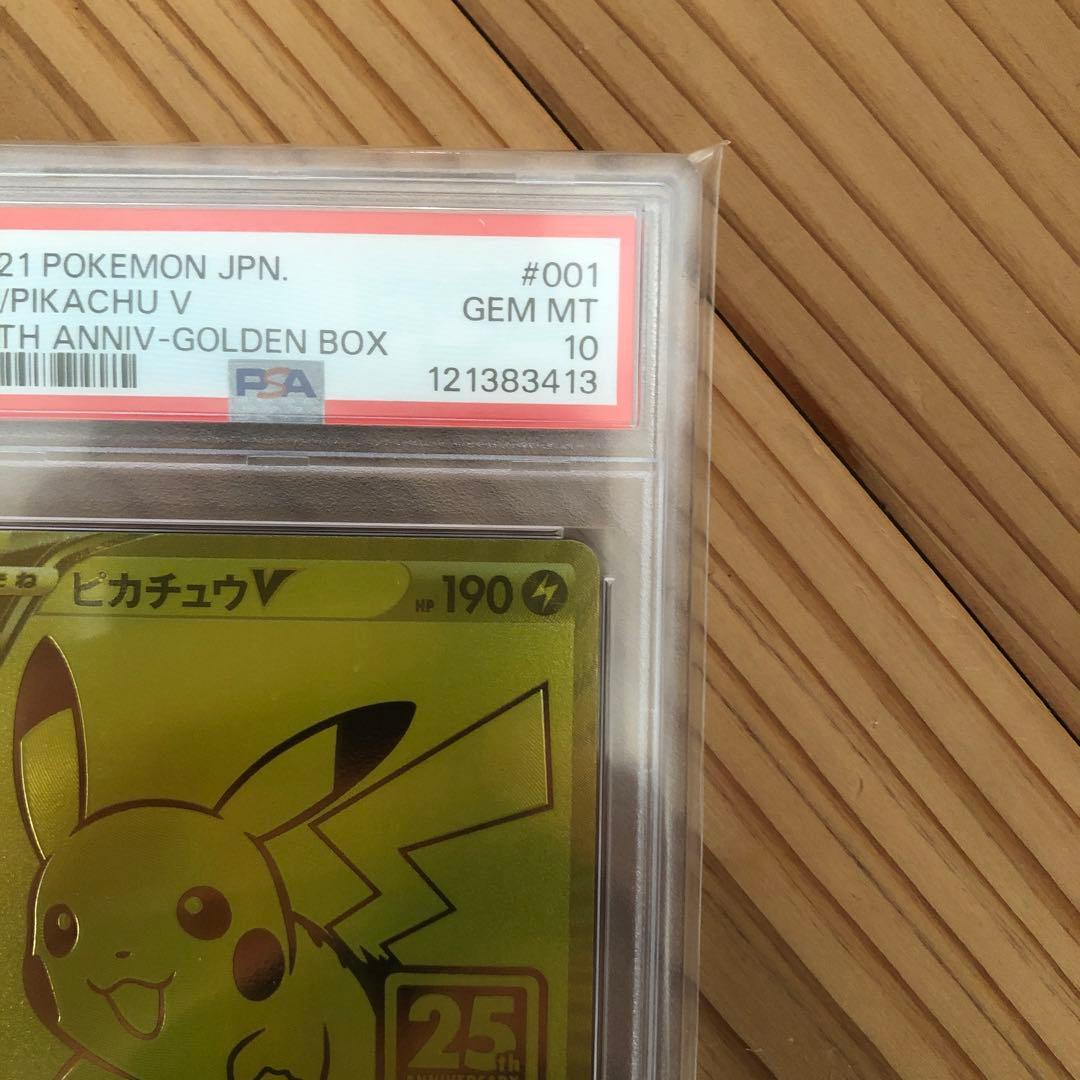 21 POKEMON JPN. #001
/PIKACHU V GEM MT
TH ANNIV-GOLDEN BOX 10
PSA 121383413
ピカチュウV HP 190
25th
ANNIVERSARY